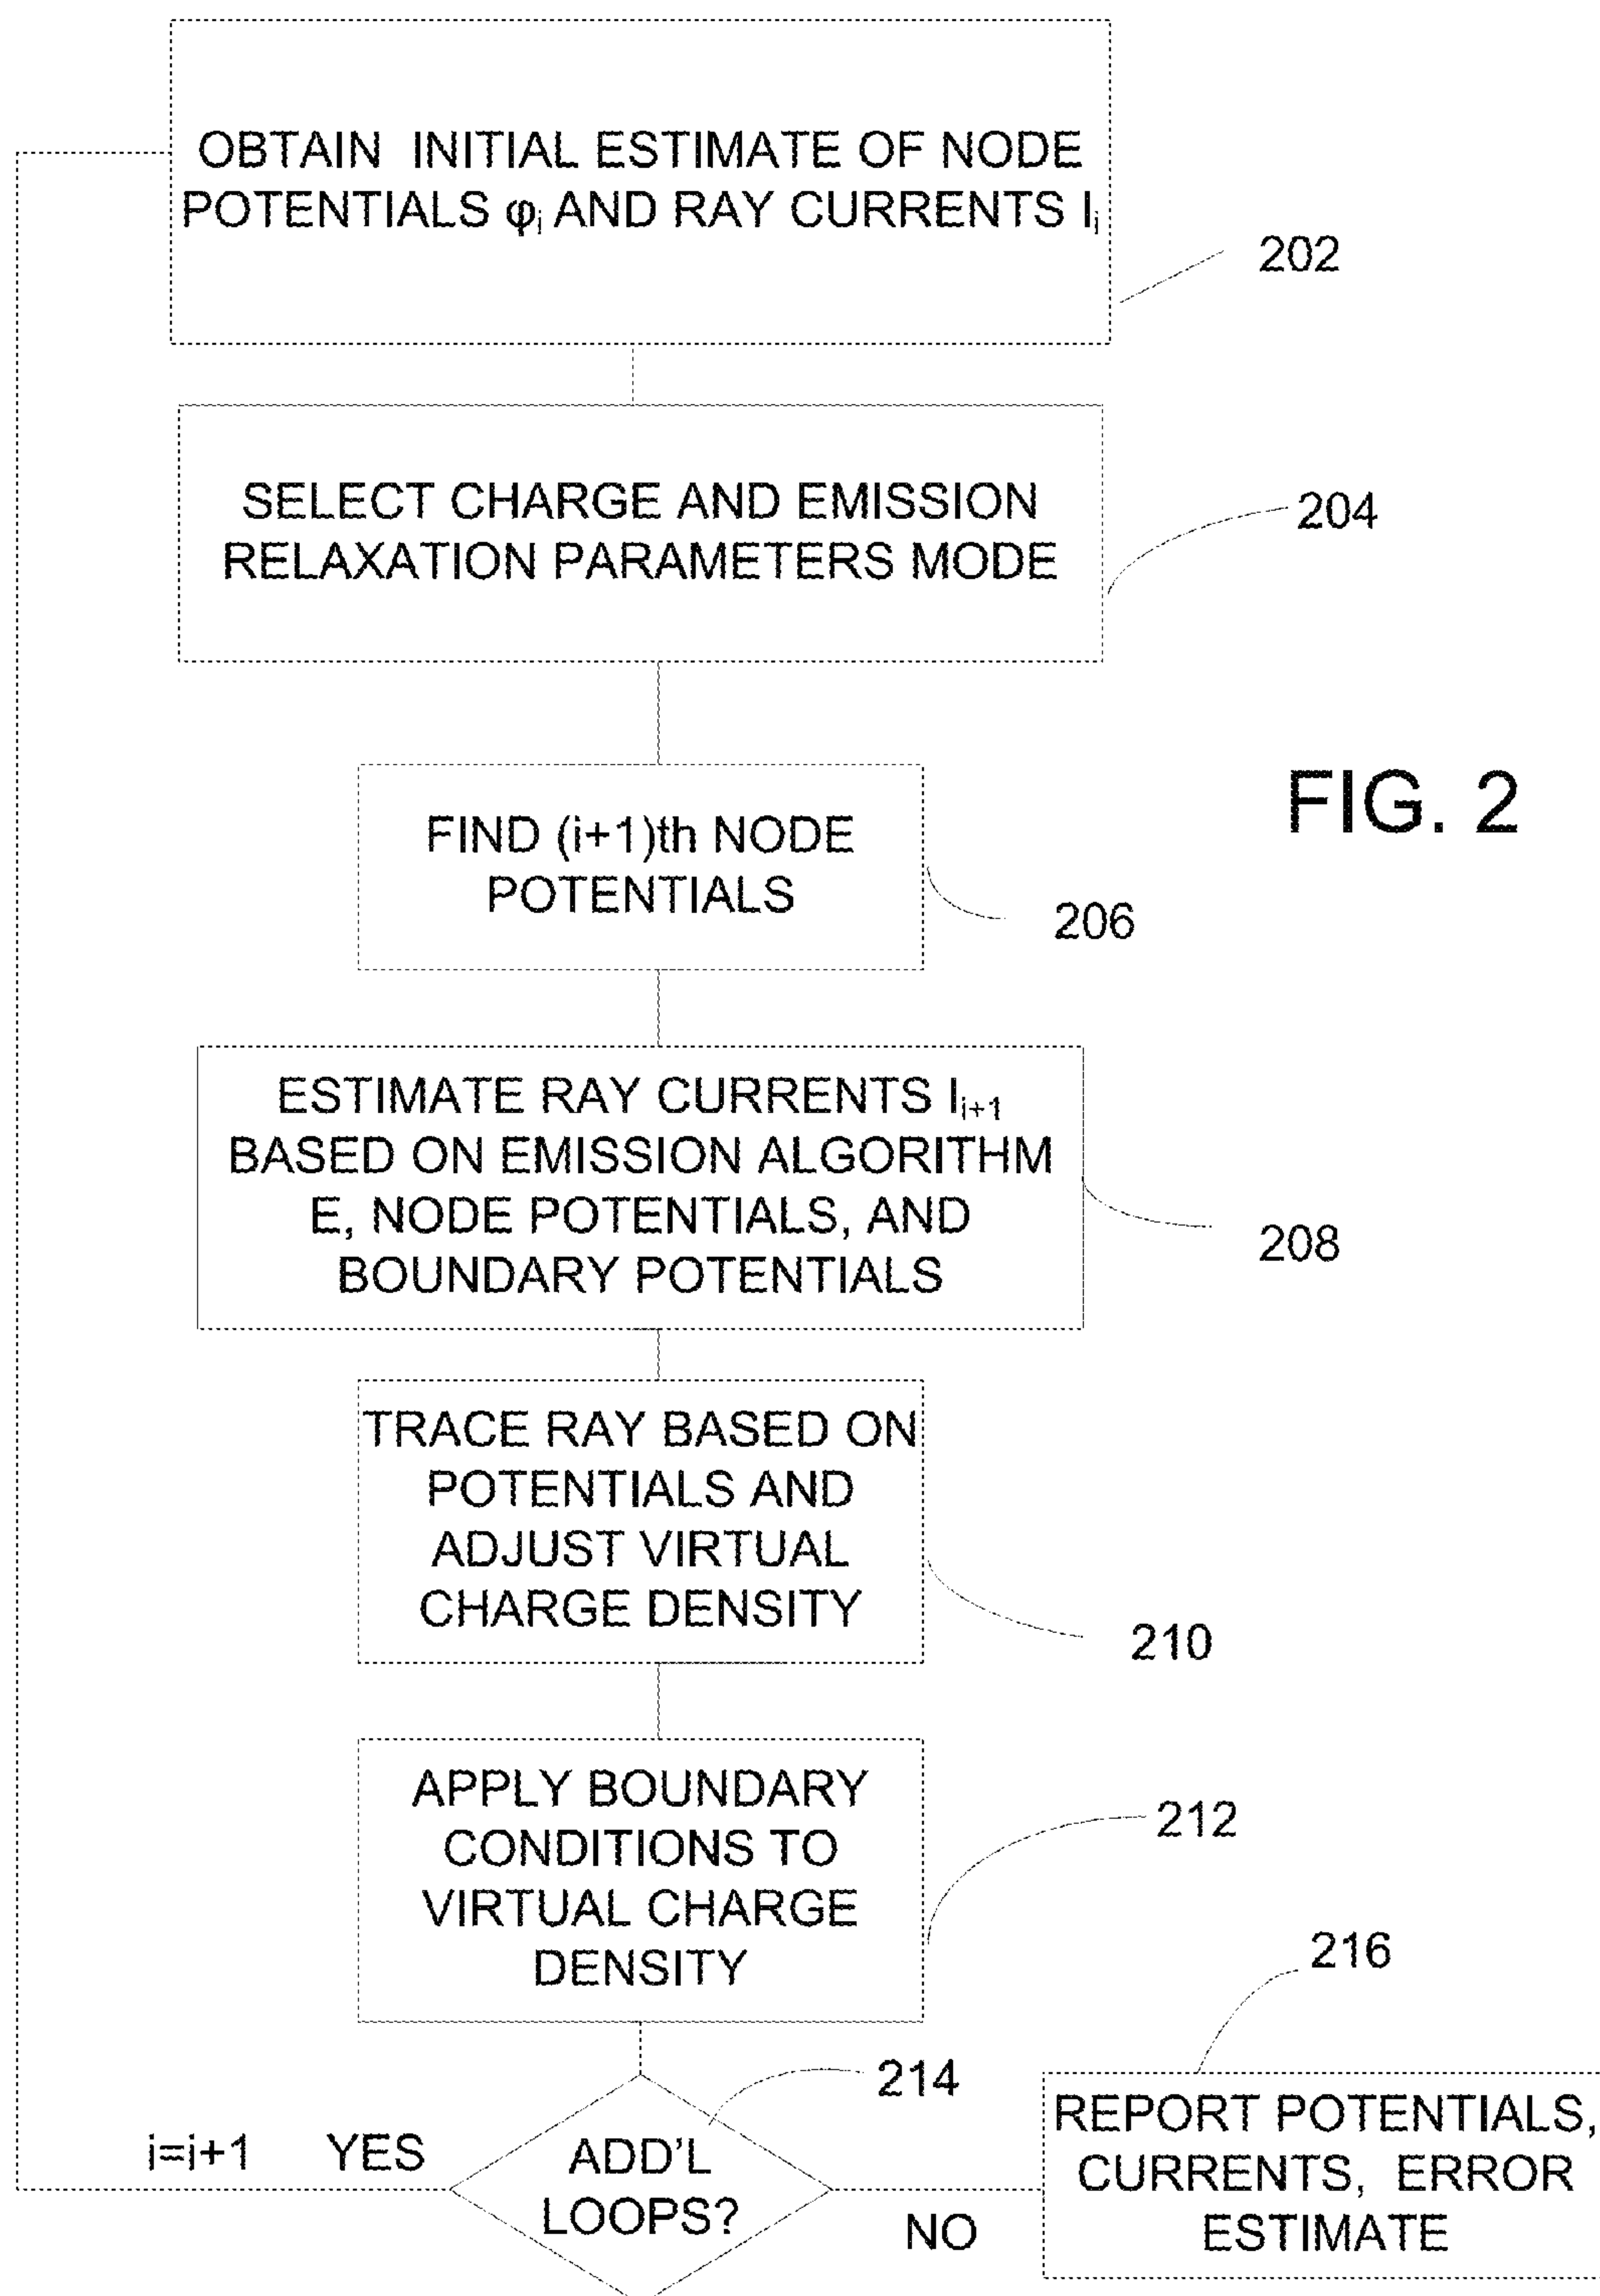 OBTAIN INITIAL ESTIMATE OF NODE
POTENTIALS φᵢ AND RAY CURRENTS Iᵢ
202
SELECT CHARGE AND EMISSION
RELAXATION PARAMETERS MODE
204
FIND (i+1)th NODE
POTENTIALS
206
FIG. 2
ESTIMATE RAY CURRENTS Iᵢ₊₁
BASED ON EMISSION ALGORITHM
E, NODE POTENTIALS, AND
BOUNDARY POTENTIALS
208
TRACE RAY BASED ON
POTENTIALS AND
ADJUST VIRTUAL
CHARGE DENSITY
210
APPLY BOUNDARY
CONDITIONS TO
VIRTUAL CHARGE
DENSITY
212
216
214
i=i+1 YES
ADD'L
LOOPS?
NO
REPORT POTENTIALS,
CURRENTS, ERROR
ESTIMATE